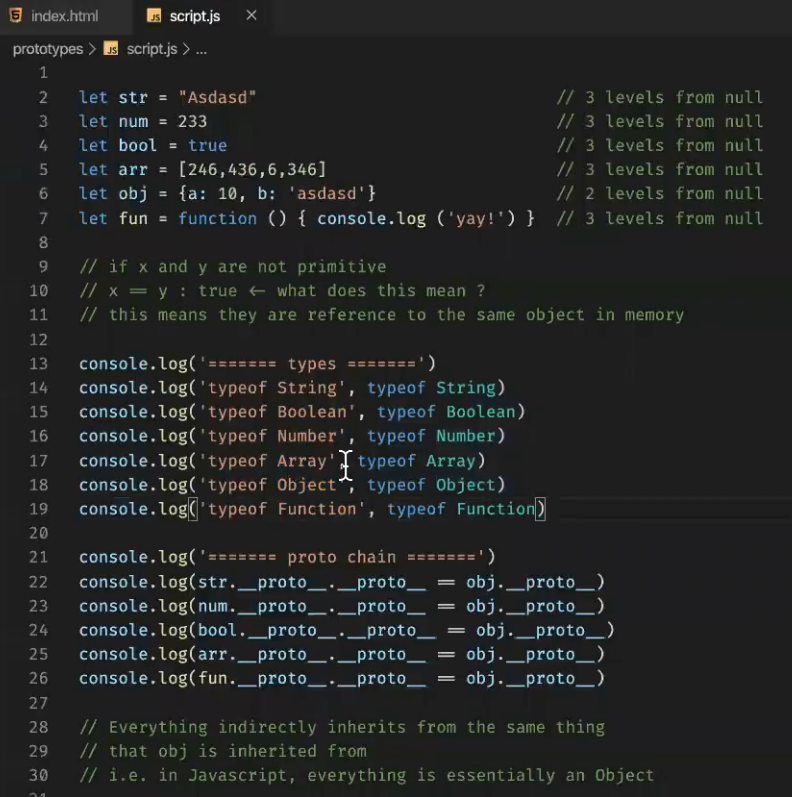 index.html
JS script.js ×
prototypes > JS script.js > ...
1
2 let str = "Asdasd" // 3 levels from null
3 let num = 233 // 3 levels from null
4 let bool = true // 3 levels from null
5 let arr = [246,436,6,346] // 3 levels from null
6 let obj = {a: 10, b: 'asdasd'} // 2 levels from null
7 let fun = function () { console.log ('yay!') } // 3 levels from null
8
9 // if x and y are not primitive
10 // x == y : true <- what does this mean ?
11 // this means they are reference to the same object in memory
12
13 console.log('======= types =======')
14 console.log('typeof String', typeof String)
15 console.log('typeof Boolean', typeof Boolean)
16 console.log('typeof Number', typeof Number)
17 console.log('typeof Array', typeof Array)
18 console.log('typeof Object', typeof Object)
19 console.log('typeof Function', typeof Function)
20
21 console.log('======= proto chain =======')
22 console.log(str.__proto__.__proto__ == obj.__proto__)
23 console.log(num.__proto__.__proto__ == obj.__proto__)
24 console.log(bool.__proto__.__proto__ == obj.__proto__)
25 console.log(arr.__proto__.__proto__ == obj.__proto__)
26 console.log(fun.__proto__.__proto__ == obj.__proto__)
27
28 // Everything indirectly inherits from the same thing
29 // that obj is inherited from
30 // i.e. in Javascript, everything is essentially an Object